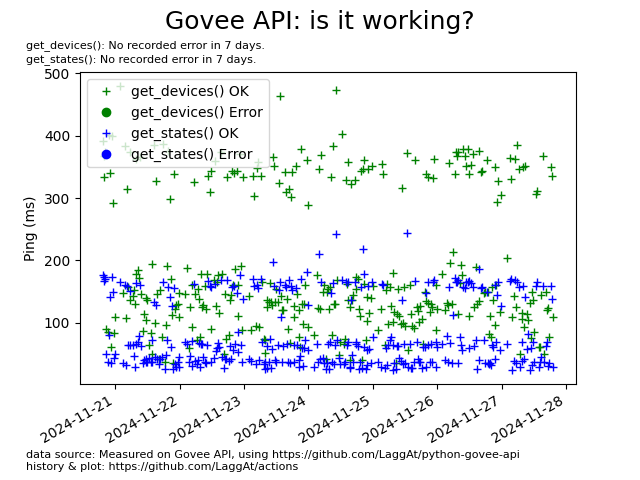 Govee API: is it working?
get_devices(): No recorded error in 7 days.
get_states(): No recorded error in 7 days.
500
400
300
200
100
Ping (ms)
get_devices() OK
get_devices() Error
get_states() OK
get_states() Error
2024-11-21
2024-11-22
2024-11-23
2024-11-24
2024-11-25
2024-11-26
2024-11-27
2024-11-28
data source: Measured on Govee API, using https://github.com/LaggAt/python-govee-api
history & plot: https://github.com/LaggAt/actions